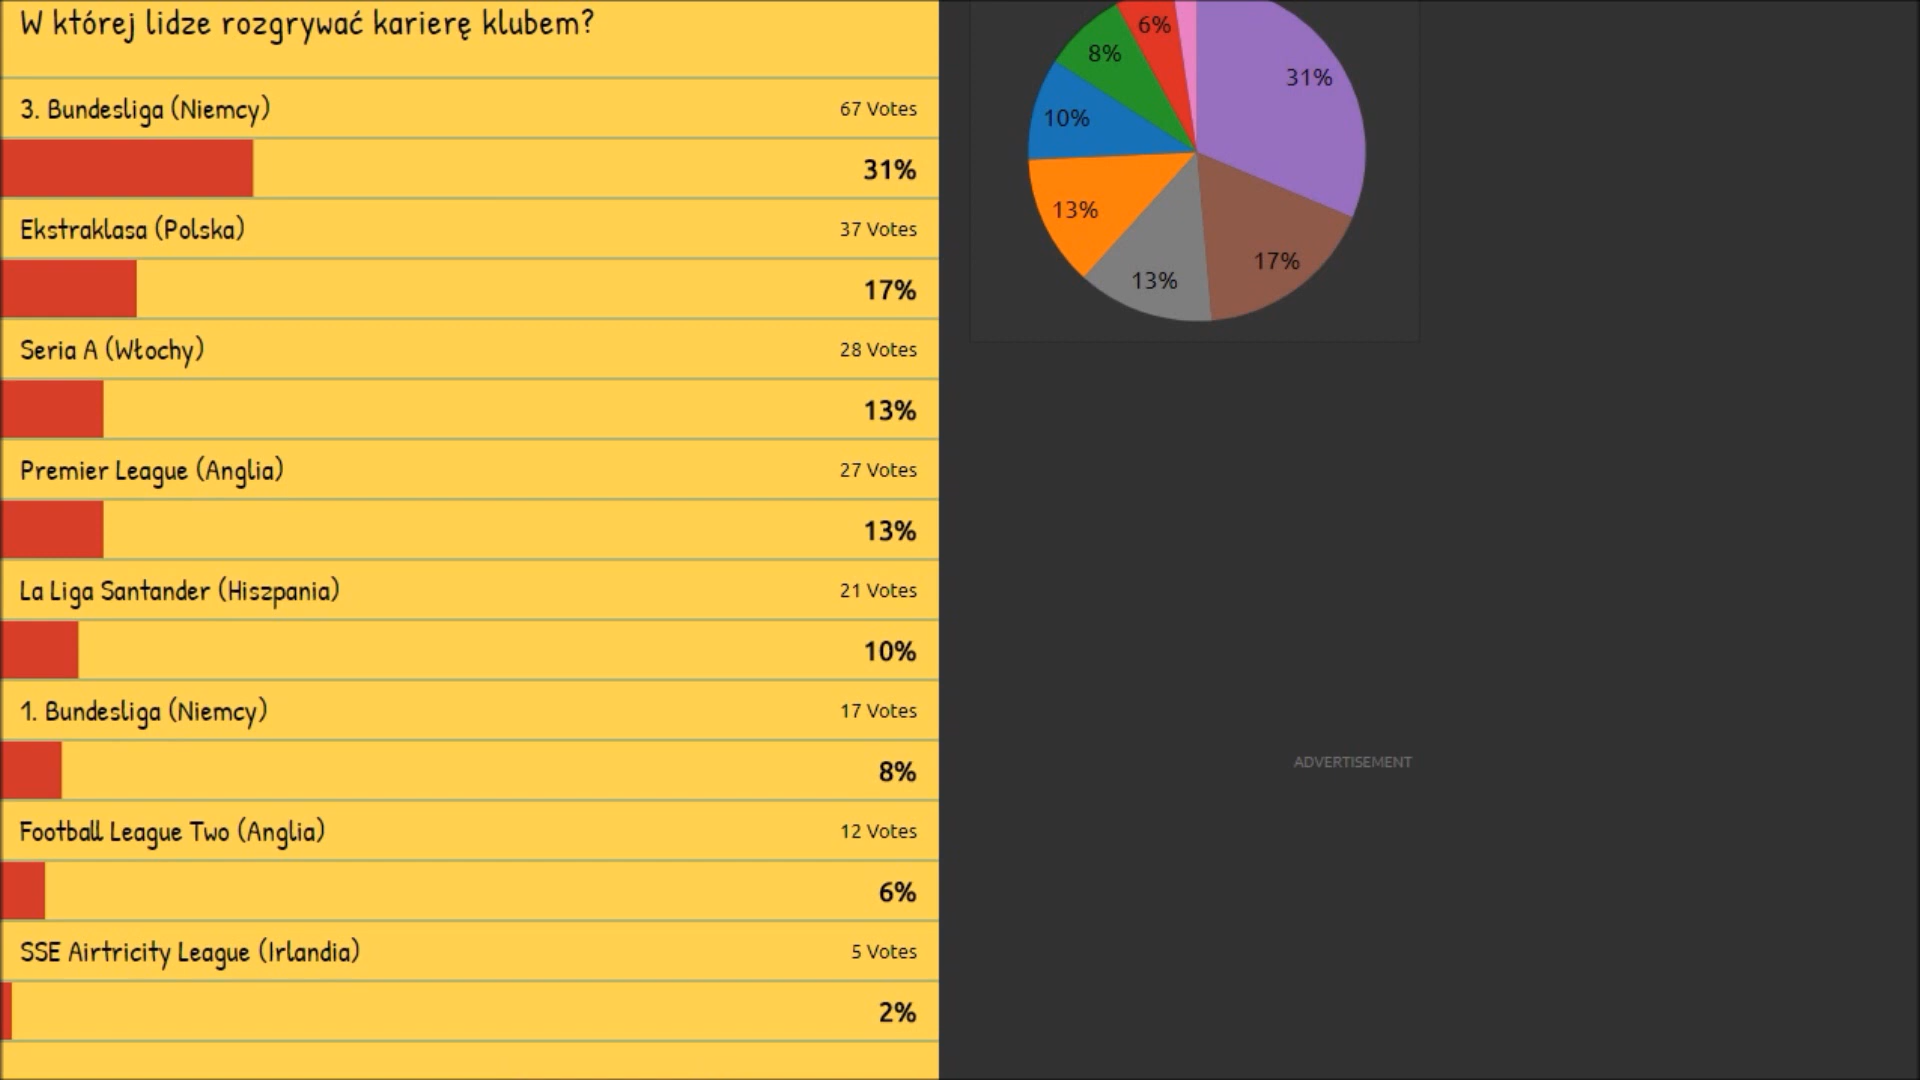 W której lidze rozgrywać karierę klubem?
3. Bundesliga (Niemcy) 67 Votes
31%
Ekstraklasa (Polska) 37 Votes
17%
Seria A (Włochy) 28 Votes
13%
Premier League (Anglia) 27 Votes
13%
La Liga Santander (Hiszpania) 21 Votes
10%
1. Bundesliga (Niemcy) 17 Votes
8%
Football League Two (Anglia) 12 Votes
6%
SSE Airtricity League (Irlandia) 5 Votes
2%
6%
8%
31%
10%
13%
17%
13%
ADVERTISEMENT